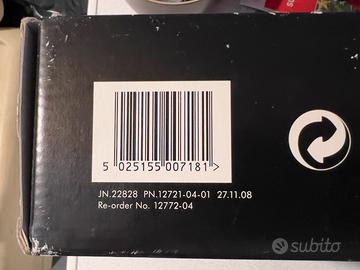 5 025155 007181 >
JN.22828 PN.12721-04-01 27.11.08
Re-order No. 12772-04
subito